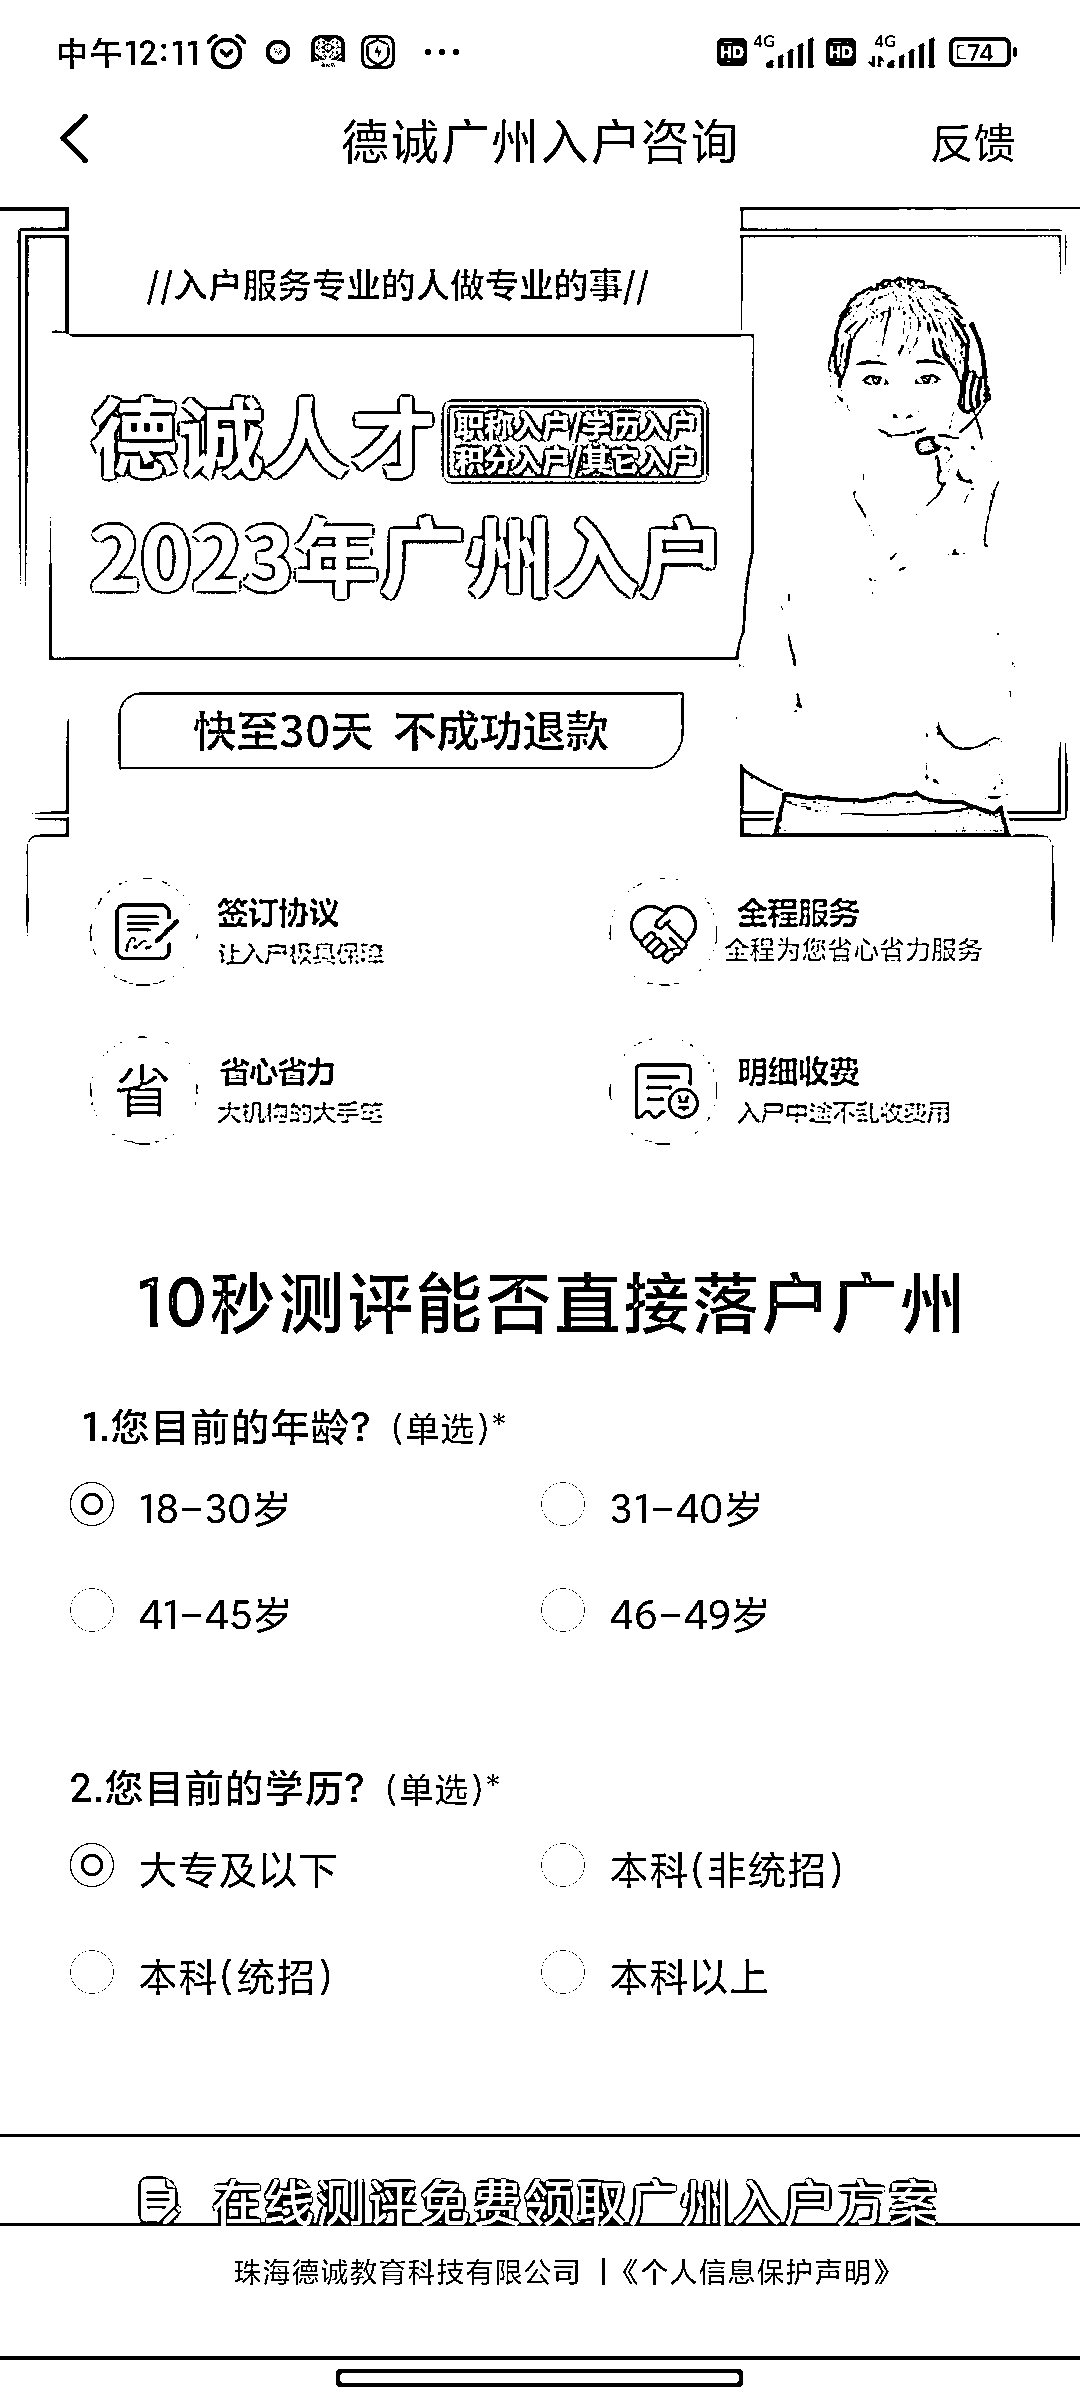 中午12:11
4G
4G
74
德诚广州入户咨询
反馈
//入户服务专业的人做专业的事//
德诚人才
职称入户/学历入户
积分入户/其它入户
2023年广州入户
快至30天 不成功退款
签订协议
让入户极具保障
全程服务
全程为您省心省力服务
省
省心省力
大机构的大手笔
明细收费
入户中途不乱收费用
10秒测评能否直接落户广州
1.您目前的年龄? (单选)*
18-30岁
31-40岁
41-45岁
46-49岁
2.您目前的学历? (单选)*
大专及以下
本科(非统招)
本科(统招)
本科以上
在线测评免费领取广州入户方案
珠海德诚教育科技有限公司 |《个人信息保护声明》